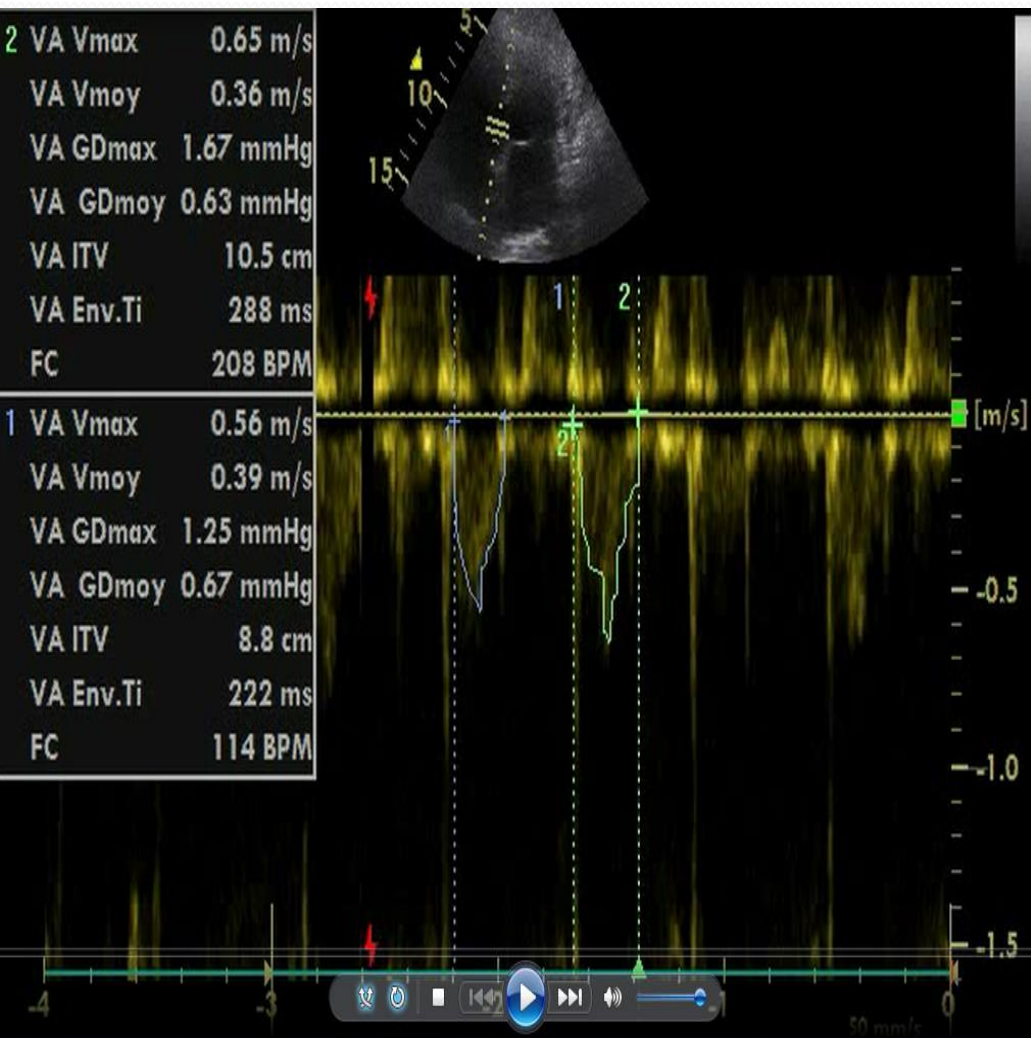 2 VA Vmax 0.65 m/s
VA Vmoy 0.36 m/s
VA GDmax 1.67 mmHg
VA GDmoy 0.63 mmHg
VA ITV 10.5 cm
VA Env.Ti 288 ms
FC 208 BPM
1 VA Vmax 0.56 m/s
VA Vmoy 0.39 m/s
VA GDmax 1.25 mmHg
VA GDmoy 0.67 mmHg
VA ITV 8.8 cm
VA Env.Ti 222 ms
FC 114 BPM
5
10
15
1 2
[m/s]
1 2
-0.5
-1.0
-1.5
-4 -3 -2 -1 0
50 mm/s